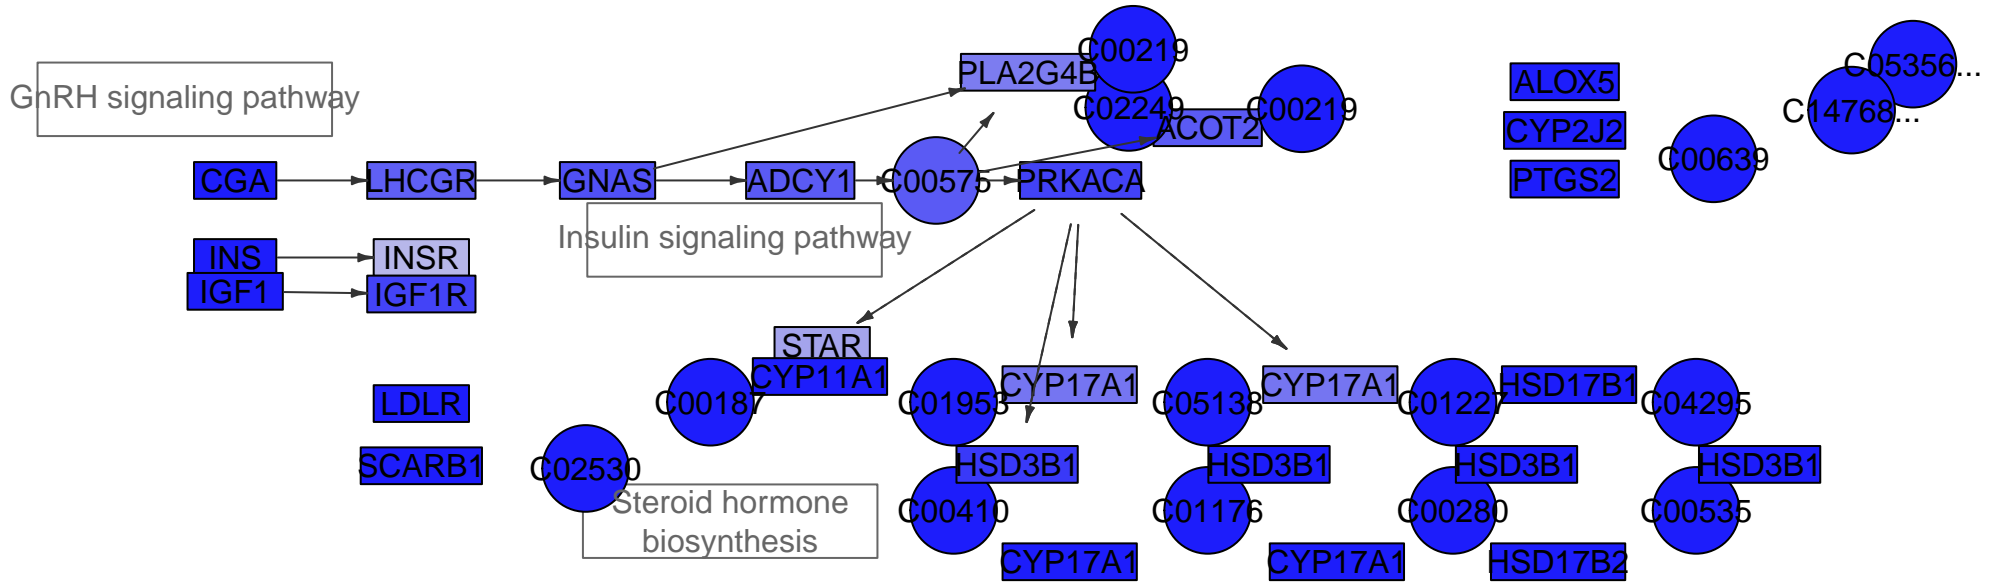 C00219
C05356...
PLA2G4B
ALOX5
GnRH signaling pathway
C02249
C00219
C14768...
ACOT2
CYP2J2
C00639
CGA
LHCGR
GNAS
ADCY1
C00575
PRKACA
PTGS2
Insulin signaling pathway
INS
INSR
IGF1
IGF1R
STAR
CYP11A1
CYP17A1
CYP17A1
HSD17B1
LDLR
C00187
C01953
C05138
C01227
C04295
SCARB1
C02530
HSD3B1
HSD3B1
HSD3B1
HSD3B1
Steroid hormone
biosynthesis
C00410
C01176
C00280
C00535
CYP17A1
CYP17A1
HSD17B2